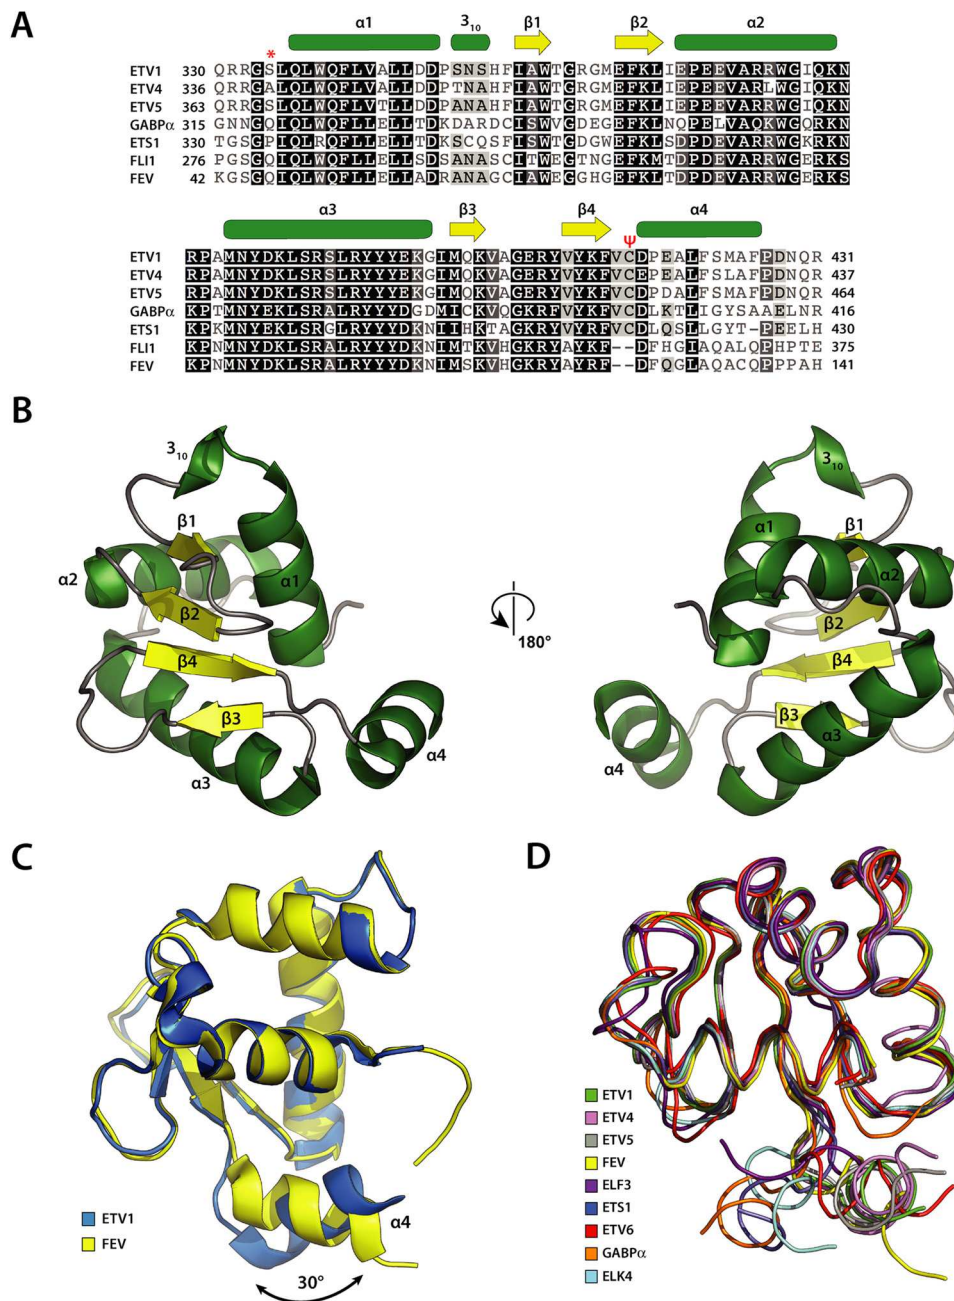 A
α1 3₁₀ β1 β2 α2
*
ETV1 330 QRRGSLQLWQFLVALLDDPSNSHFIAWTGRGMEFKLIEPEEVARRWGIQKN
ETV4 336 QRRGALQLWQFLVALLDDPTNAHFIAWTGRGMEFKLIEPEEVARLWGIQKN
ETV5 363 QRRGSLQLWQFLVTLLDDPANAHFIAWTGRGMEFKLIEPEEVARRWGIQKN
GABPα 315 GNNGQIQLWQFLLELLTDKDARDCISWVGDEGEFKLNQPELVAQKWGQRKN
ETS1 330 TGSGPIQLRQFLLELLTDKSCQSFISWTGDGWEFKLSDPDEVARRWGKRKN
FLI1 276 PGSGQIQLWQFLLELLSDSANASCITWEGTNGEFKMTDPDEVARRWGERKS
FEV 42 KGSGQIQLWQFLLELLADRANAGCIAWEGGHGEFKLTDPDEVARRWGERKS
α3 β3 β4 α4
Ψ
ETV1 RPAMNYDKLSRSLRYYYEKGIMQKVAGERYVYKFVCDPEALFSMAFPDNQR 431
ETV4 RPAMNYDKLSRSLRYYYEKGIMQKVAGERYVYKFVCEPEALFSLAFPDNQR 437
ETV5 RPAMNYDKLSRSLRYYYEKGIMQKVAGERYVYKFVCDPDALFSMAFPDNQR 464
GABPα KPTMNYEKLSRALRYYYDGDMICKVQGKRFVYKFVCDLKTLIGYSAAELNR 416
ETS1 KPKMNYEKLSRGLRYYYDKNIIHKTAGKRYVYRFVCDLQSLLGYT-PEELH 430
FLI1 KPNMNYDKLSRALRYYYDKNIMTKVHGKRYAYKF--DFHGIAQALQPHPTE 375
FEV KPNMNYDKLSRALRYYYDKNIMSKVHGKRYAYRF--DFQGLAQACQPPPAH 141
B
3₁₀
β1
α2
α1
β2
β4
β3
α3
α4
180°
3₁₀
α1
β1
α2
β2
β4
β3
α3
α4
C
ETV1
FEV
α4
30°
D
ETV1
ETV4
ETV5
FEV
ELF3
ETS1
ETV6
GABPα
ELK4